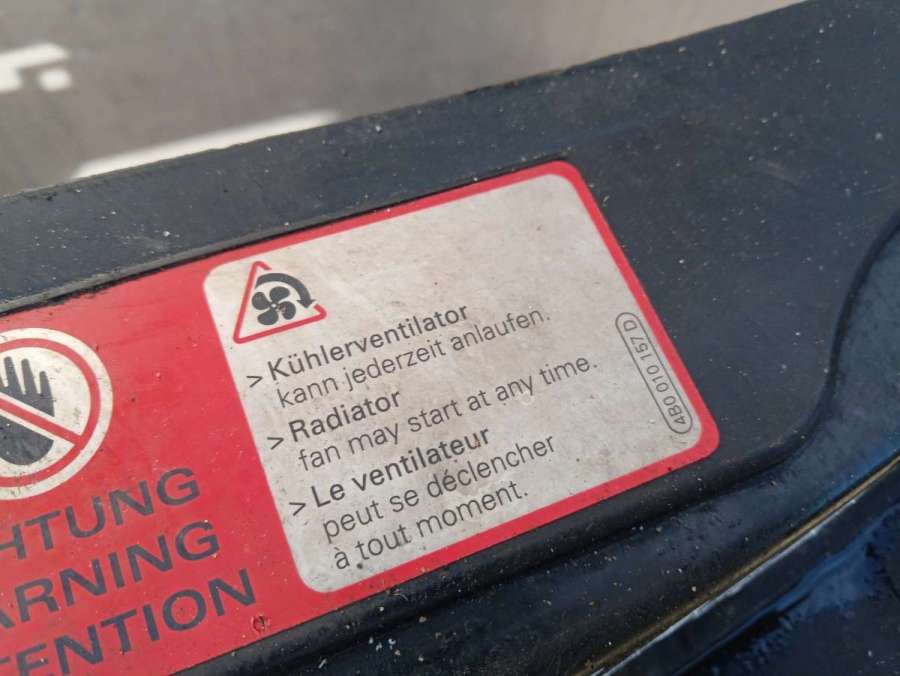 HTUNG
ARNING
TENTION
> Kühlerventilator
kann jederzeit anlaufen.
> Radiator
fan may start at any time.
> Le ventilateur
peut se déclencher
à tout moment.
4B0 010 157 D